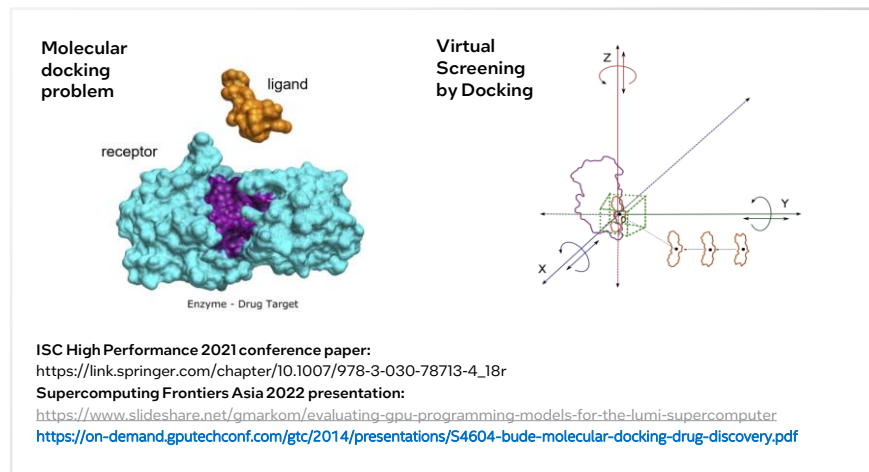 Molecular
docking
problem
ligand
receptor
Enzyme - Drug Target
Virtual
Screening
by Docking
Z
Y
X
ISC High Performance 2021 conference paper:
https://link.springer.com/chapter/10.1007/978-3-030-78713-4_18r
Supercomputing Frontiers Asia 2022 presentation:
https://www.slideshare.net/gmarkom/evaluating-gpu-programming-models-for-the-lumi-supercomputer
https://on-demand.gputechconf.com/gtc/2014/presentations/S4604-bude-molecular-docking-drug-discovery.pdf